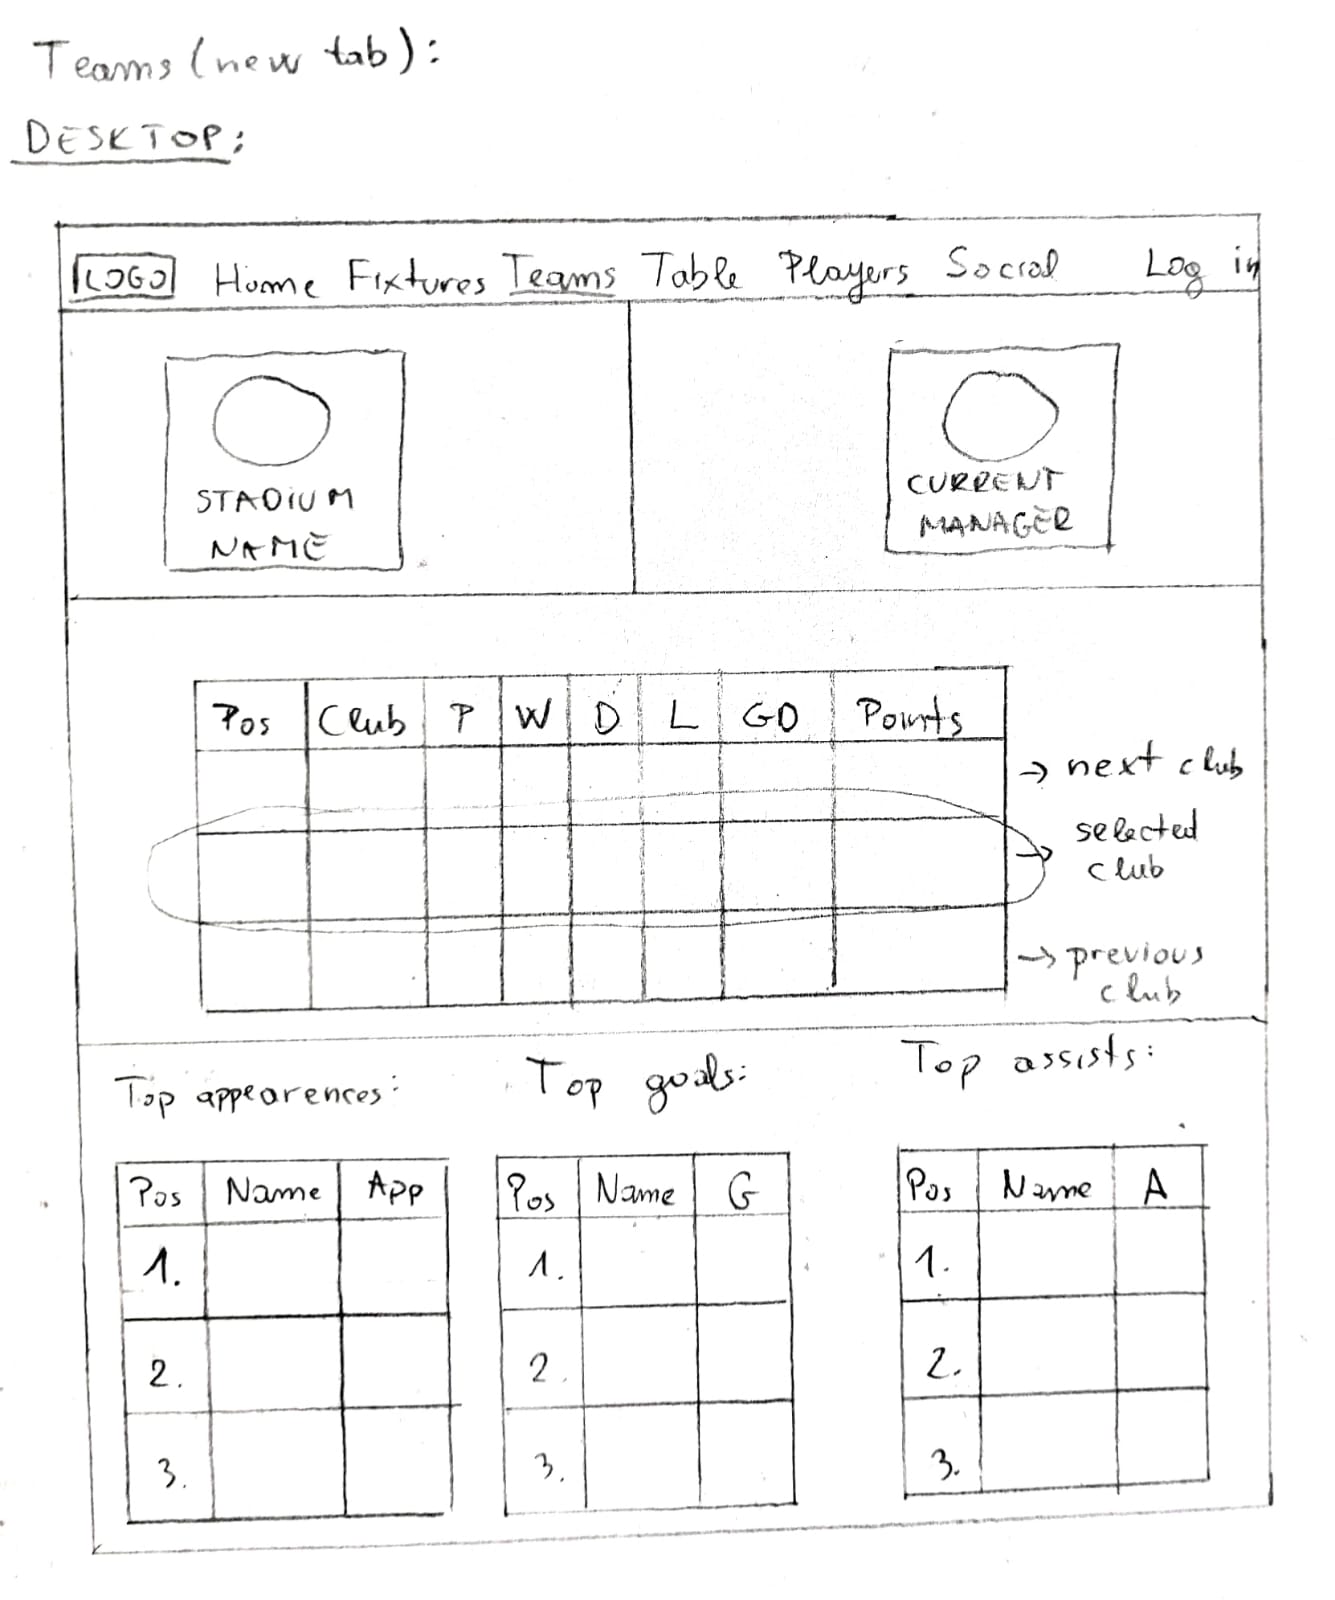 Teams (new tab):
DESKTOP:
LOGO Home Fixtures Teams Table Players Social Log in
STADIUM
NAME
CURRENT
MANAGER
Pos Club P W D L GD Points
→ next club
→ selected
club
→ previous
club
Top appearences: Top goals: Top assists:
Pos Name App Pos Name G Pos Name A
1. 1. 1.
2. 2. 2.
3. 3. 3.